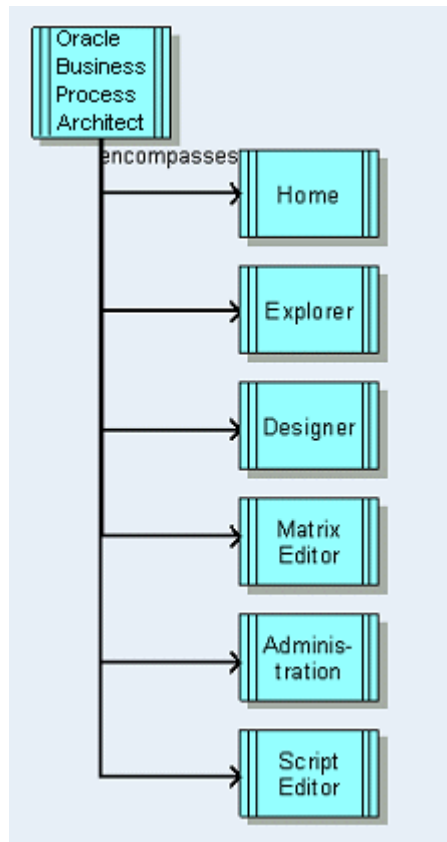 Oracle
Business
Process
Architect
encompasses
Home
Explorer
Designer
Matrix
Editor
Adminis-
tration
Script
Editor